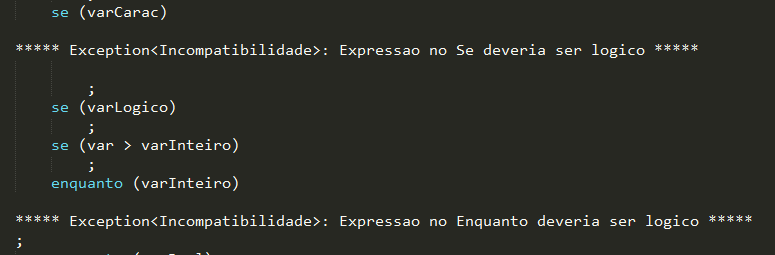 se (varCarac)
***** Exception<Incompatibilidade>: Expressao no Se deveria ser logico *****
;
se (varLogico)
;
se (var > varInteiro)
;
enquanto (varInteiro)
***** Exception<Incompatibilidade>: Expressao no Enquanto deveria ser logico *****
;